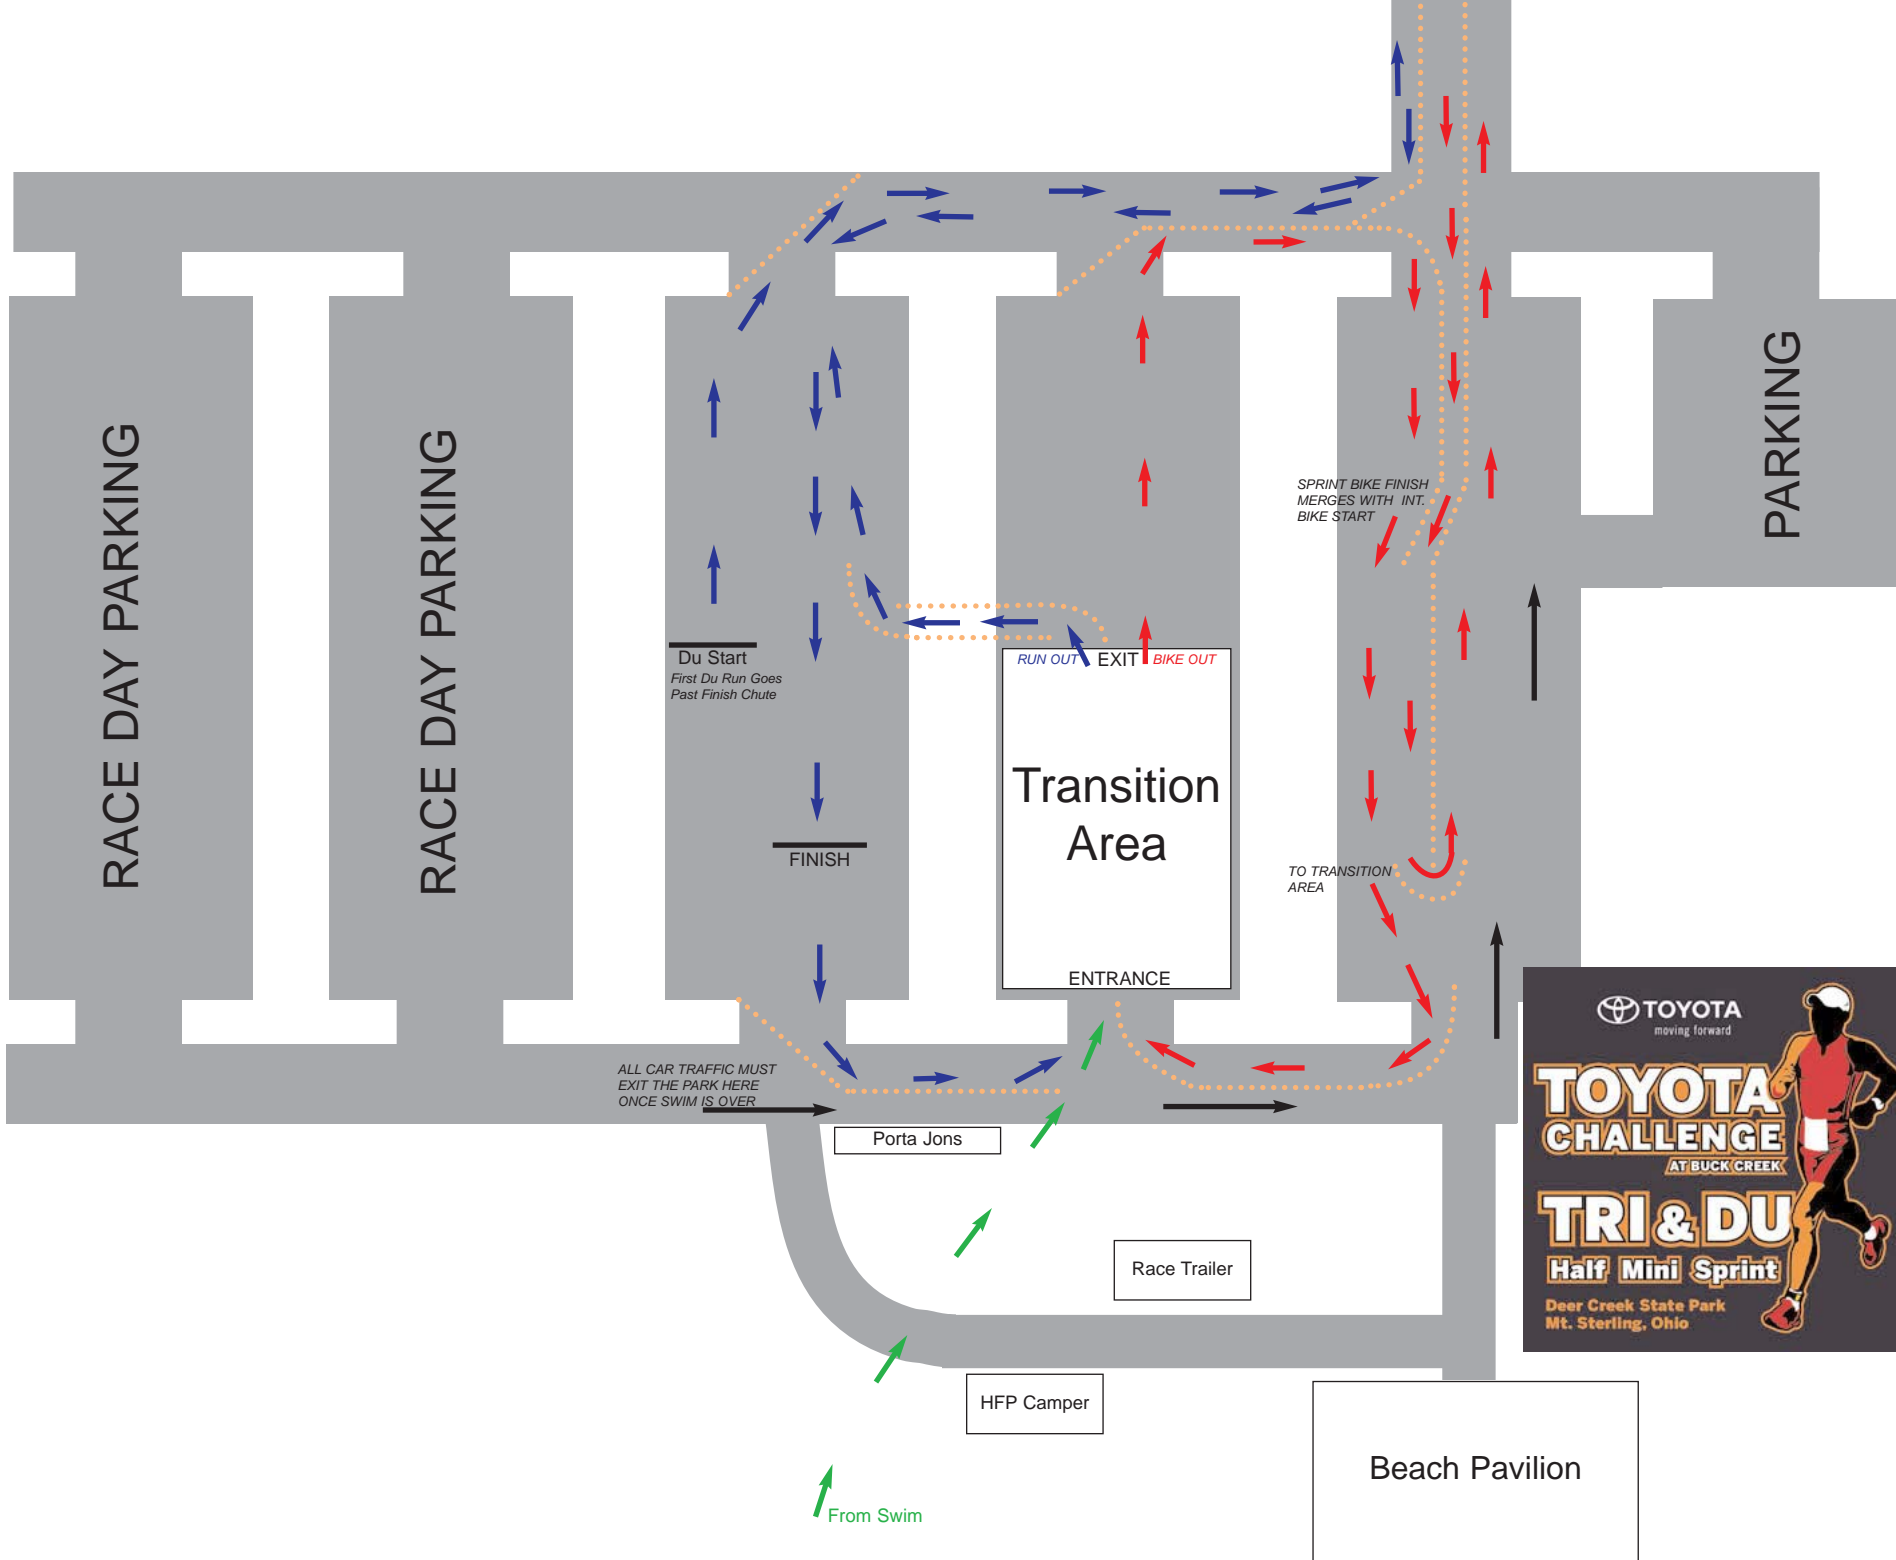 RACE DAY PARKING
RACE DAY PARKING
PARKING
SPRINT BIKE FINISH
MERGES WITH INT.
BIKE START
Du Start
First Du Run Goes
Past Finish Chute
RUN OUT EXIT BIKE OUT
Transition
Area
FINISH
TO TRANSITION
AREA
ENTRANCE
ALL CAR TRAFFIC MUST
EXIT THE PARK HERE
ONCE SWIM IS OVER
Porta Jons
Race Trailer
HFP Camper
Beach Pavilion
From Swim
TOYOTA
moving forward
TOYOTA
CHALLENGE
AT BUCK CREEK
TRI & DU
Half Mini Sprint
Deer Creek State Park
Mt. Sterling, Ohio